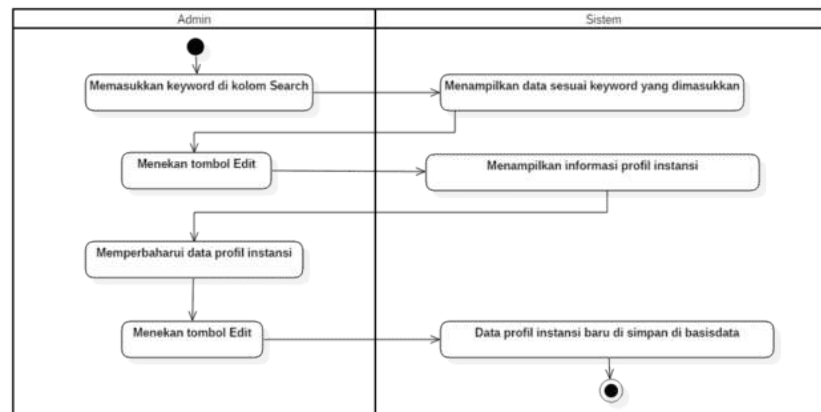 Admin
Sistem
Memasukkan keyword di kolom Search
Menampilkan data sesuai keyword yang dimasukkan
Menekan tombol Edit
Menampilkan informasi profil instansi
Memperbaharui data profil instansi
Menekan tombol Edit
Data profil instansi baru di simpan di basisdata